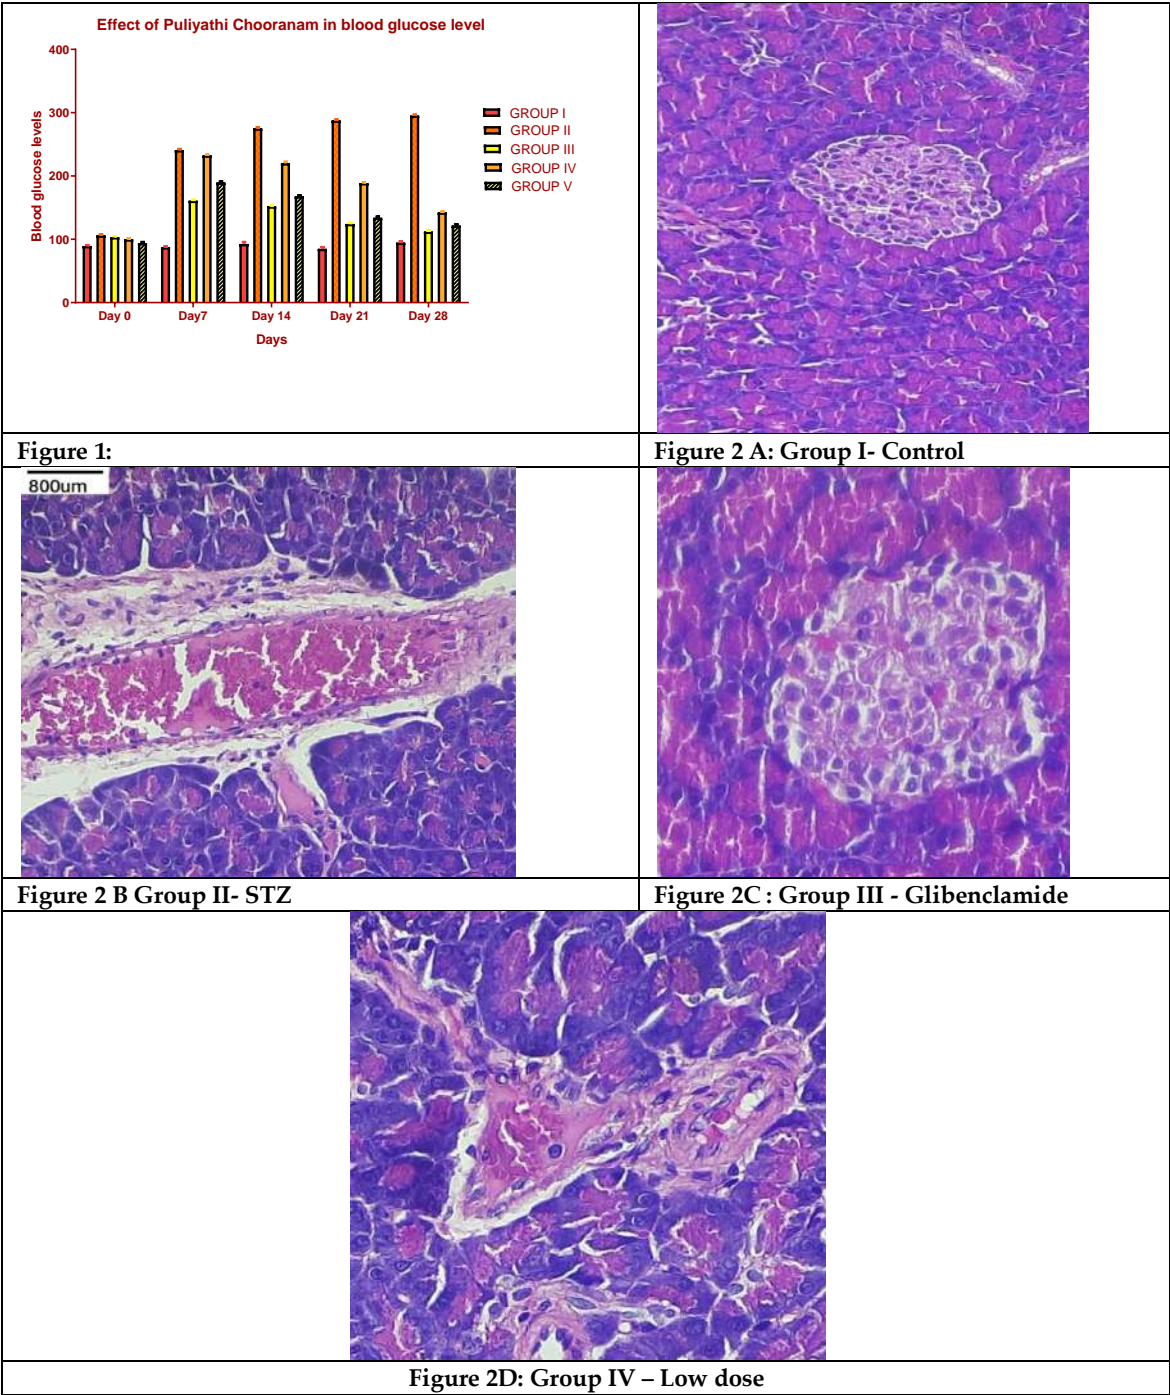 Effect of Puliyathi Chooranam in blood glucose level
Blood glucose levels
400
300
200
100
0
Day 0 Day7 Day 14 Day 21 Day 28
Days
GROUP I
GROUP II
GROUP III
GROUP IV
GROUP V
Figure 1:
Figure 2 A: Group I- Control
800um
Figure 2 B Group II- STZ
Figure 2C : Group III - Glibenclamide
Figure 2D: Group IV – Low dose